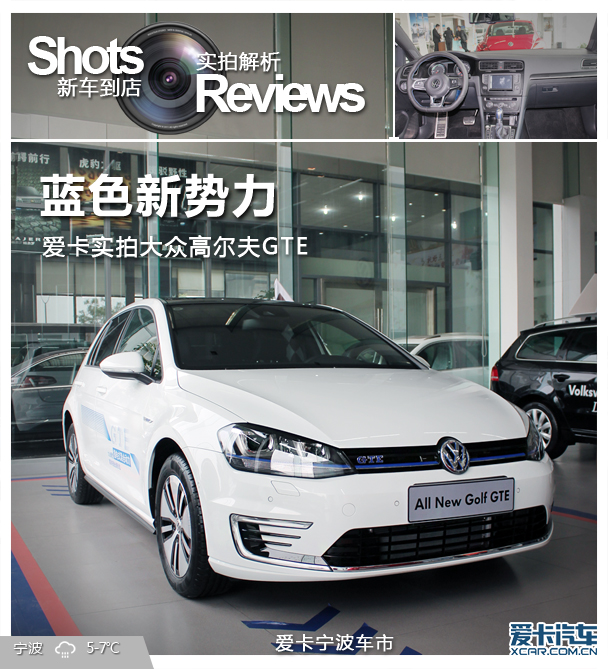 Shots
新车到店
实拍解析
Reviews
蓝色新势力
爱卡实拍大众高尔夫GTE
GTE
GTE
All New Golf GTE
Volksw
宁波
5-7℃
爱卡宁波车市
爱卡汽车
XCAR.COM.CN